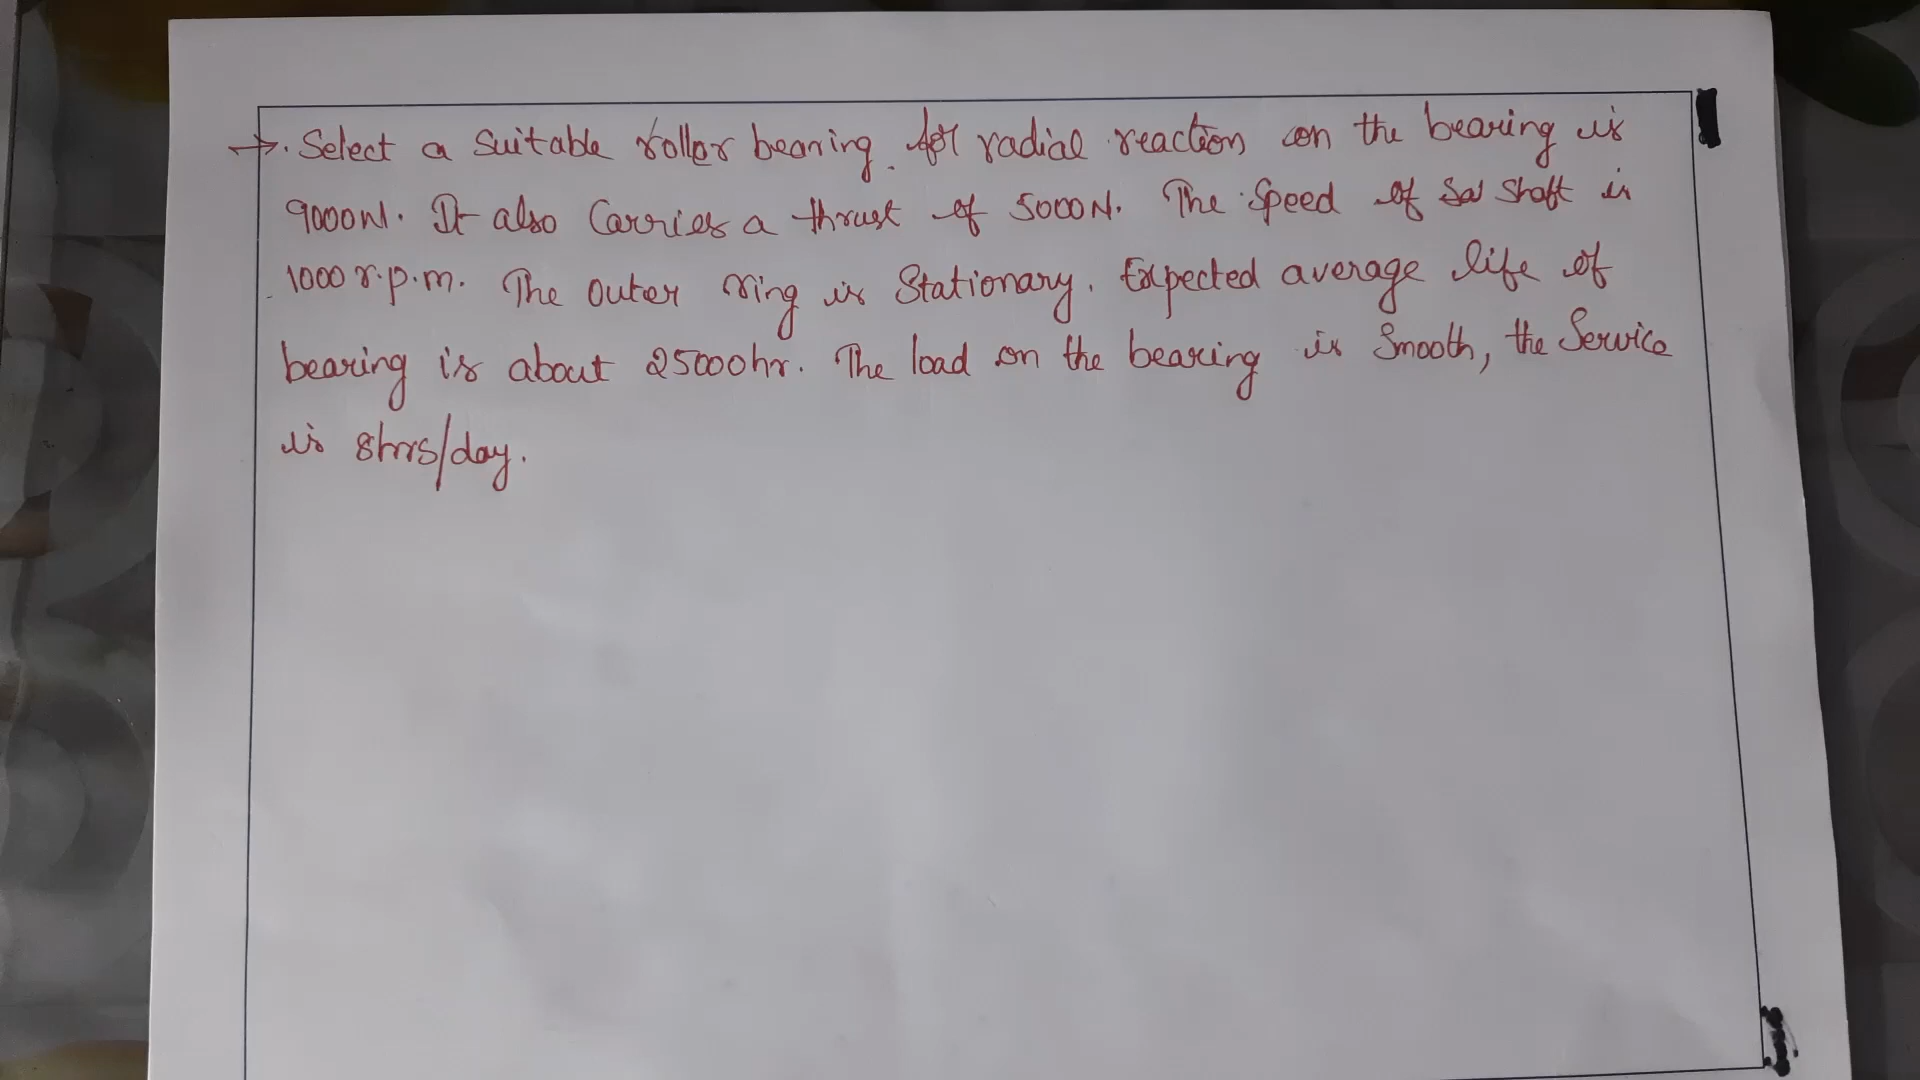 →. Select a suitable roller bearing for radial reaction on the bearing is
9000N. It also carries a thrust of 5000N. The Speed of shaft is
1000 r.p.m. The outer ring is Stationary. Expected average life of
bearing is about 25000hr. The load on the bearing is Smooth, the Service
is 8hrs/day.